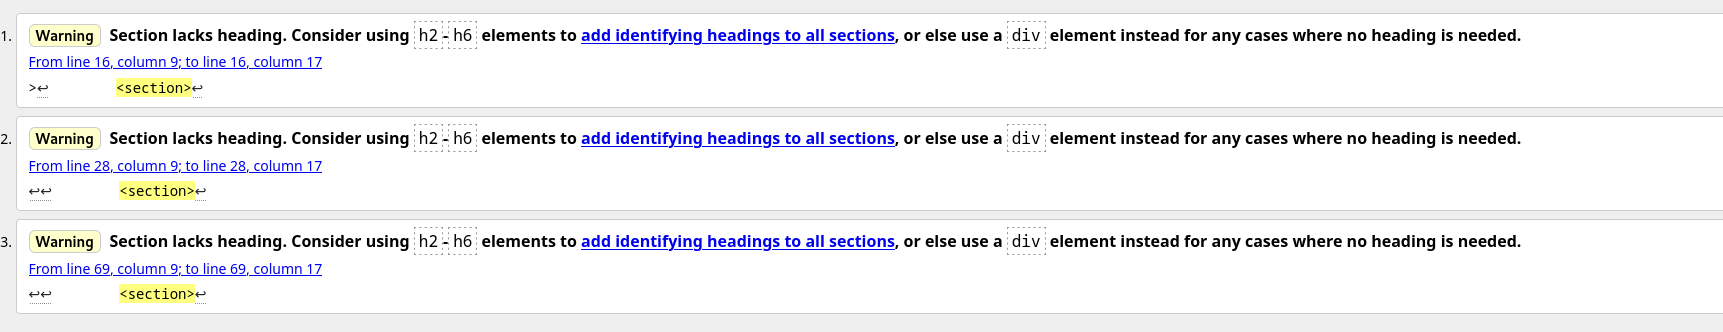 1. Warning Section lacks heading. Consider using h2-h6 elements to add identifying headings to all sections, or else use a div element instead for any cases where no heading is needed.
From line 16, column 9; to line 16, column 17
>↩ <section>↩
2. Warning Section lacks heading. Consider using h2-h6 elements to add identifying headings to all sections, or else use a div element instead for any cases where no heading is needed.
From line 28, column 9; to line 28, column 17
↩↩ <section>↩
3. Warning Section lacks heading. Consider using h2-h6 elements to add identifying headings to all sections, or else use a div element instead for any cases where no heading is needed.
From line 69, column 9; to line 69, column 17
↩↩ <section>↩